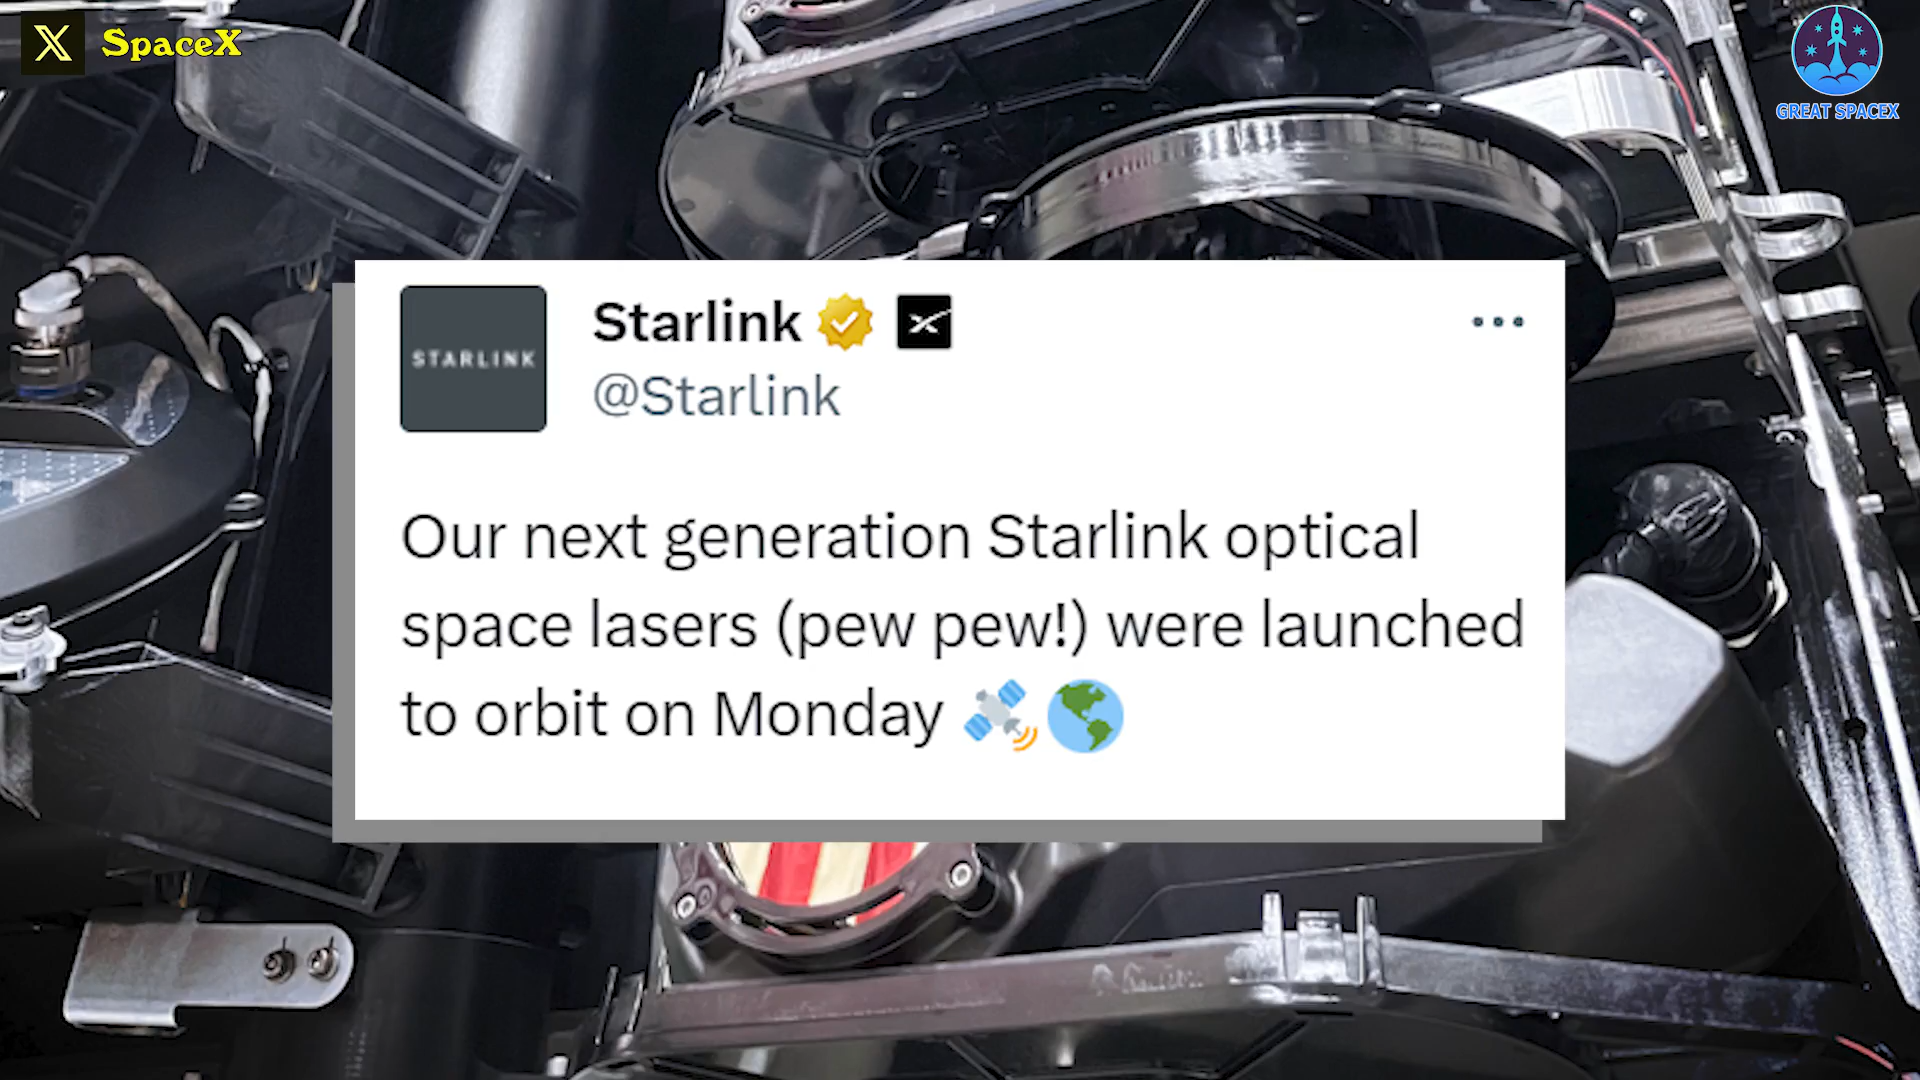 X SpaceX
GREAT SPACEX
Starlink
@Starlink
STARLINK
Our next generation Starlink optical
space lasers (pew pew!) were launched
to orbit on Monday 🛰️🌎